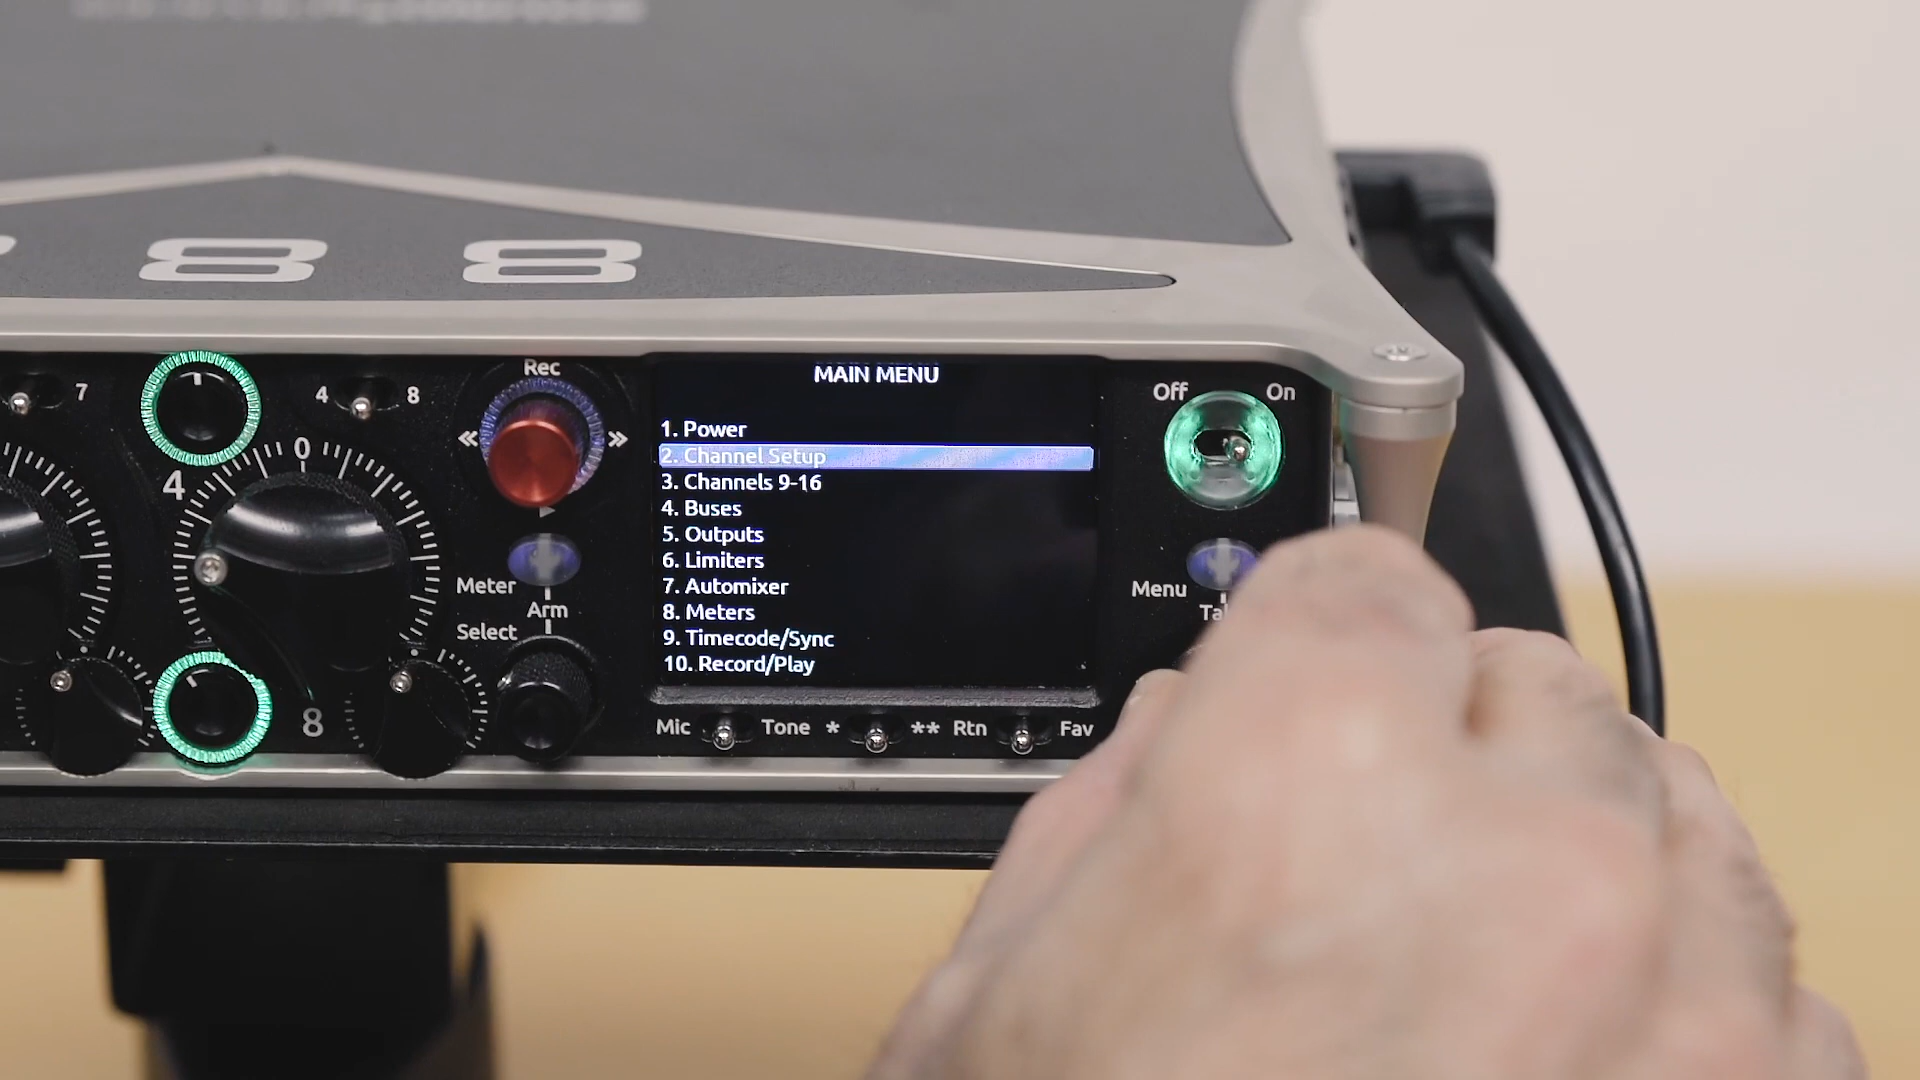 88
Rec
«
»
Off
On
7
4
8
0
4
8
Meter
Arm
Select
MAIN MENU
1. Power
2. Channel Setup
3. Channels 9-16
4. Buses
5. Outputs
6. Limiters
7. Automixer
8. Meters
9. Timecode/Sync
10. Record/Play
Menu
Mic
Tone
*
**
Rtn
Fav